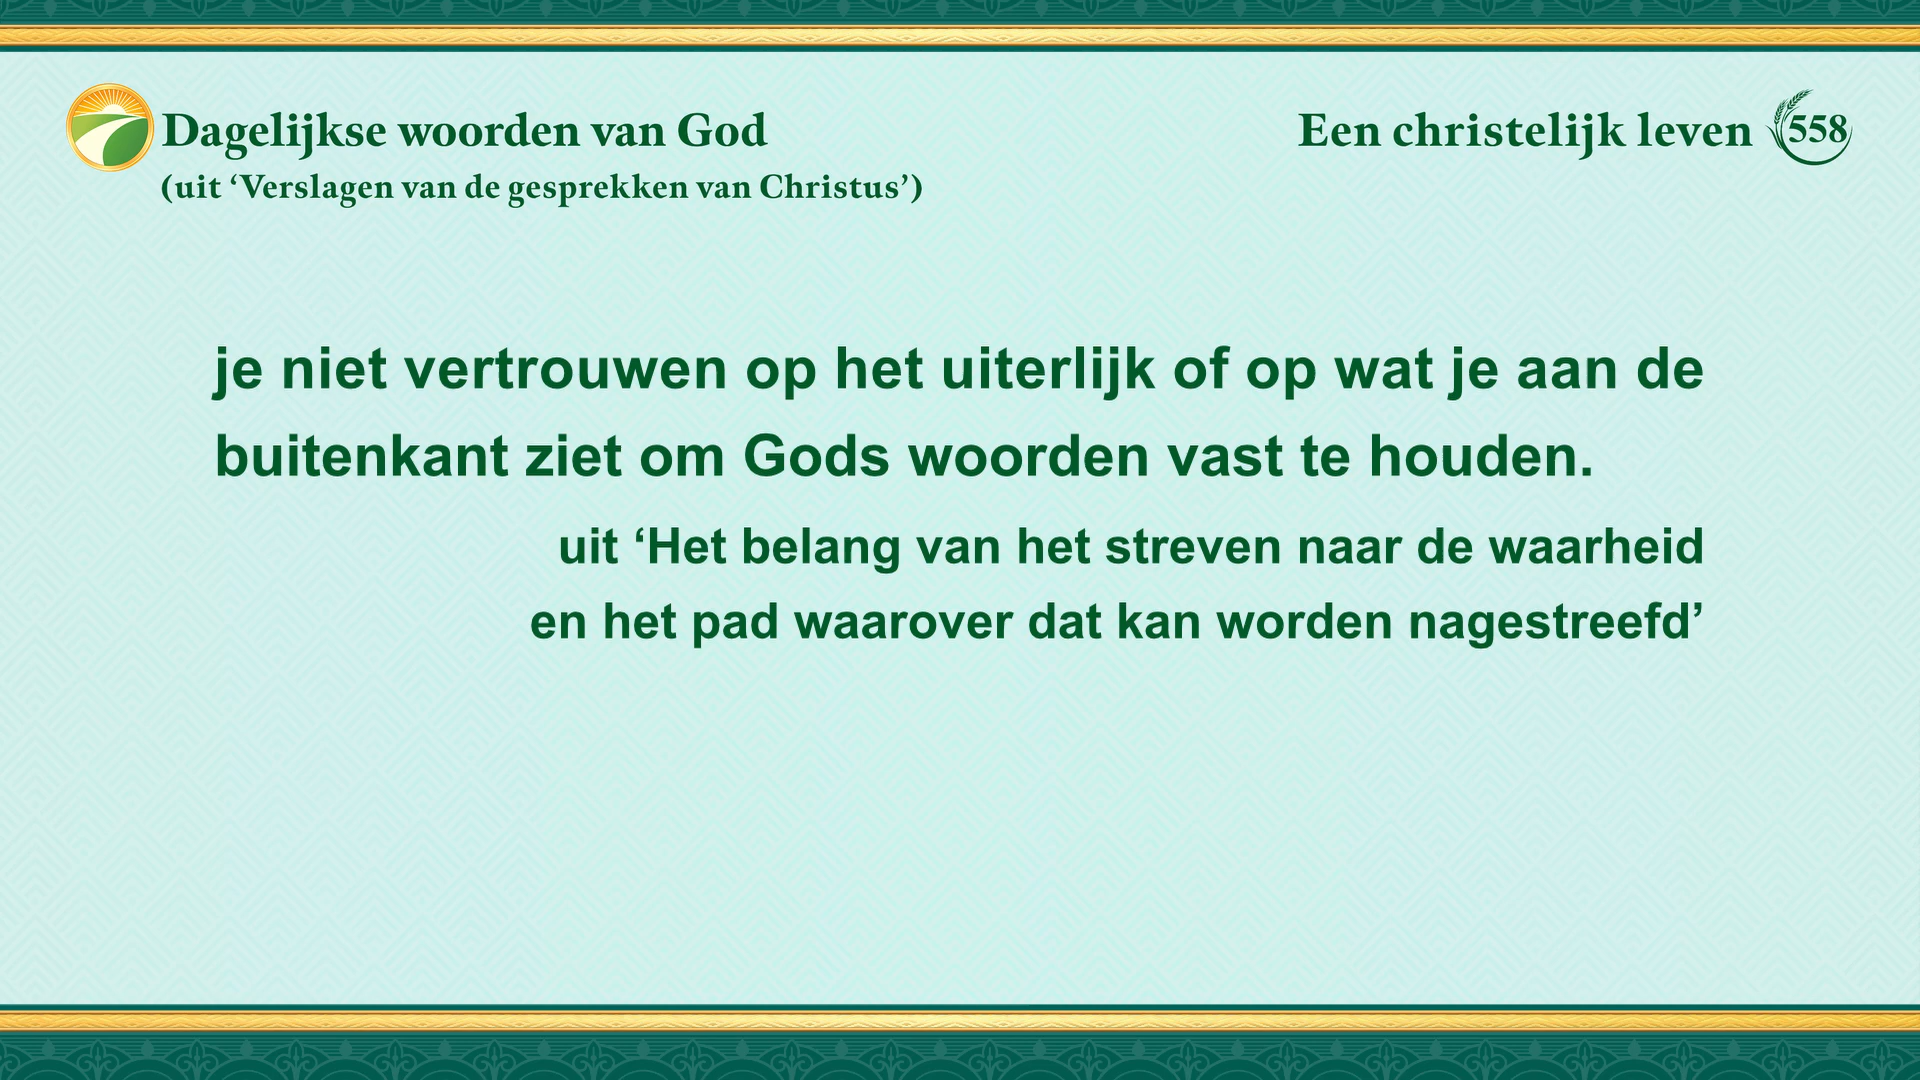 Dagelijkse woorden van God
(uit ‘Verslagen van de gesprekken van Christus’)
Een christelijk leven 558
je niet vertrouwen op het uiterlijk of op wat je aan de
buitenkant ziet om Gods woorden vast te houden.
uit ‘Het belang van het streven naar de waarheid
en het pad waarover dat kan worden nagestreefd’